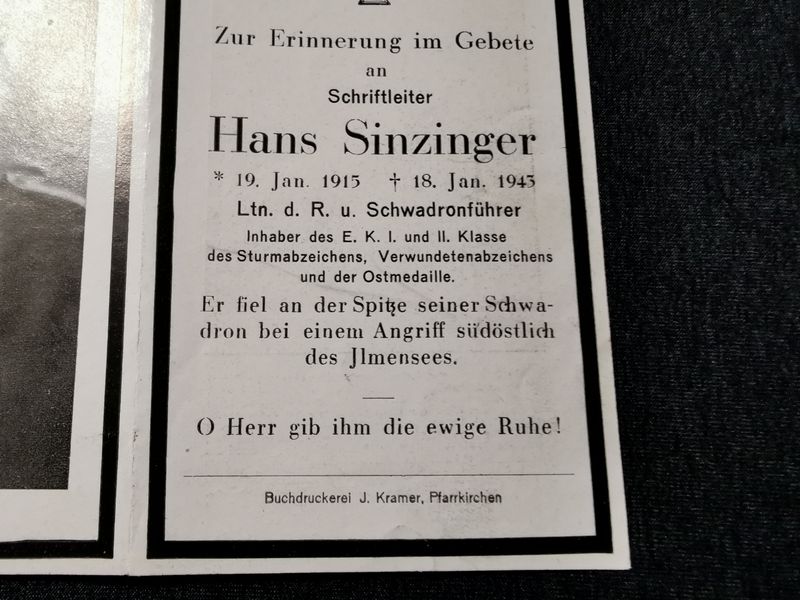 Zur Erinnerung im Gebete
an
Schriftleiter
Hans Sinzinger
* 19. Jan. 1915 † 18. Jan. 1943
Ltn. d. R. u. Schwadronführer
Inhaber des E. K. I. und II. Klasse
des Sturmabzeichens, Verwundetenabzeichens
und der Ostmedaille.
Er fiel an der Spitze seiner Schwa-
dron bei einem Angriff südöstlich
des Jlmensees.
O Herr gib ihm die ewige Ruhe!
Buchdruckerei J. Kramer, Pfarrkirchen